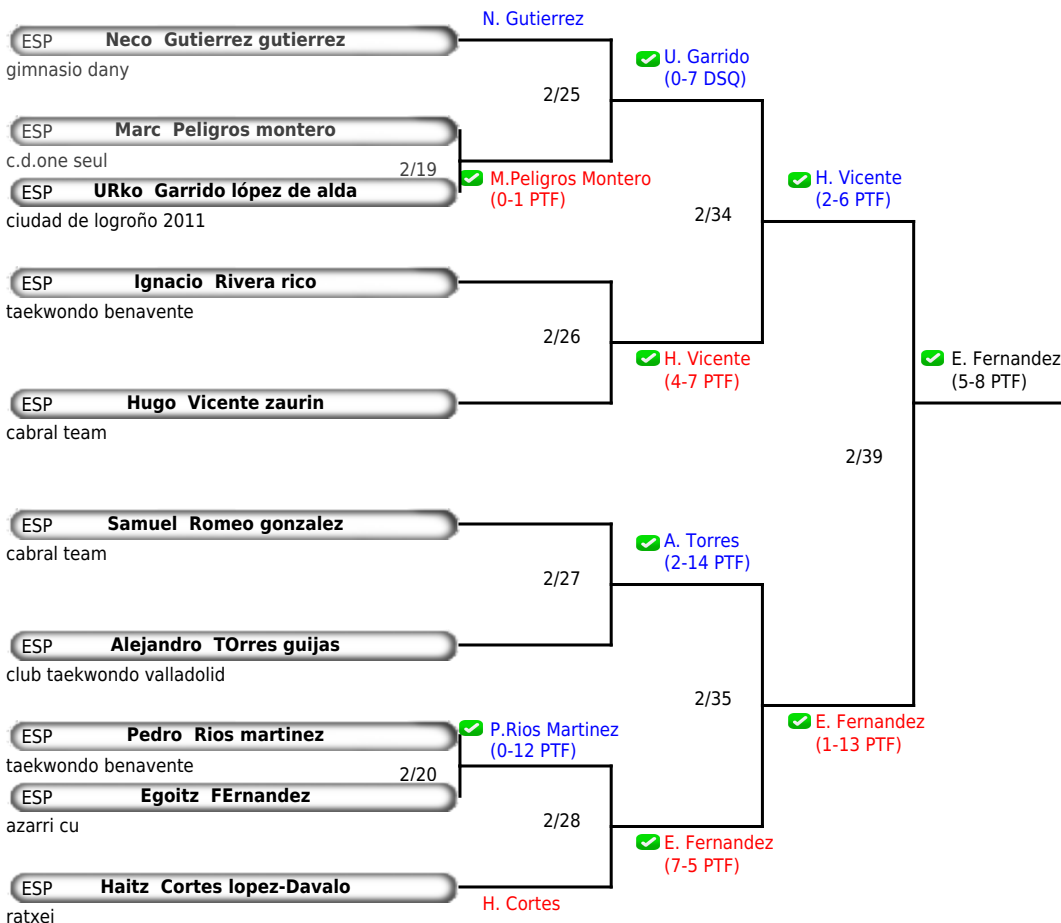 N. Gutierrez
ESP Neco Gutierrez gutierrez
gimnasio dany
U. Garrido
(0-7 DSQ)
2/25
ESP Marc Peligros montero
c.d.one seul
2/19
M.Peligros Montero
(0-1 PTF)
ESP URko Garrido lópez de alda
ciudad de logroño 2011
H. Vicente
(2-6 PTF)
2/34
ESP Ignacio Rivera rico
taekwondo benavente
2/26
H. Vicente
(4-7 PTF)
E. Fernandez
(5-8 PTF)
ESP Hugo Vicente zaurin
cabral team
2/39
ESP Samuel Romeo gonzalez
cabral team
A. Torres
(2-14 PTF)
2/27
ESP Alejandro TOrres guijas
club taekwondo valladolid
2/35
E. Fernandez
(1-13 PTF)
ESP Pedro Rios martinez
taekwondo benavente
P.Rios Martinez
(0-12 PTF)
2/20
ESP Egoitz FErnandez
azarri cu
2/28
E. Fernandez
(7-5 PTF)
ESP Haitz Cortes lopez-Davalo
ratxei
H. Cortes